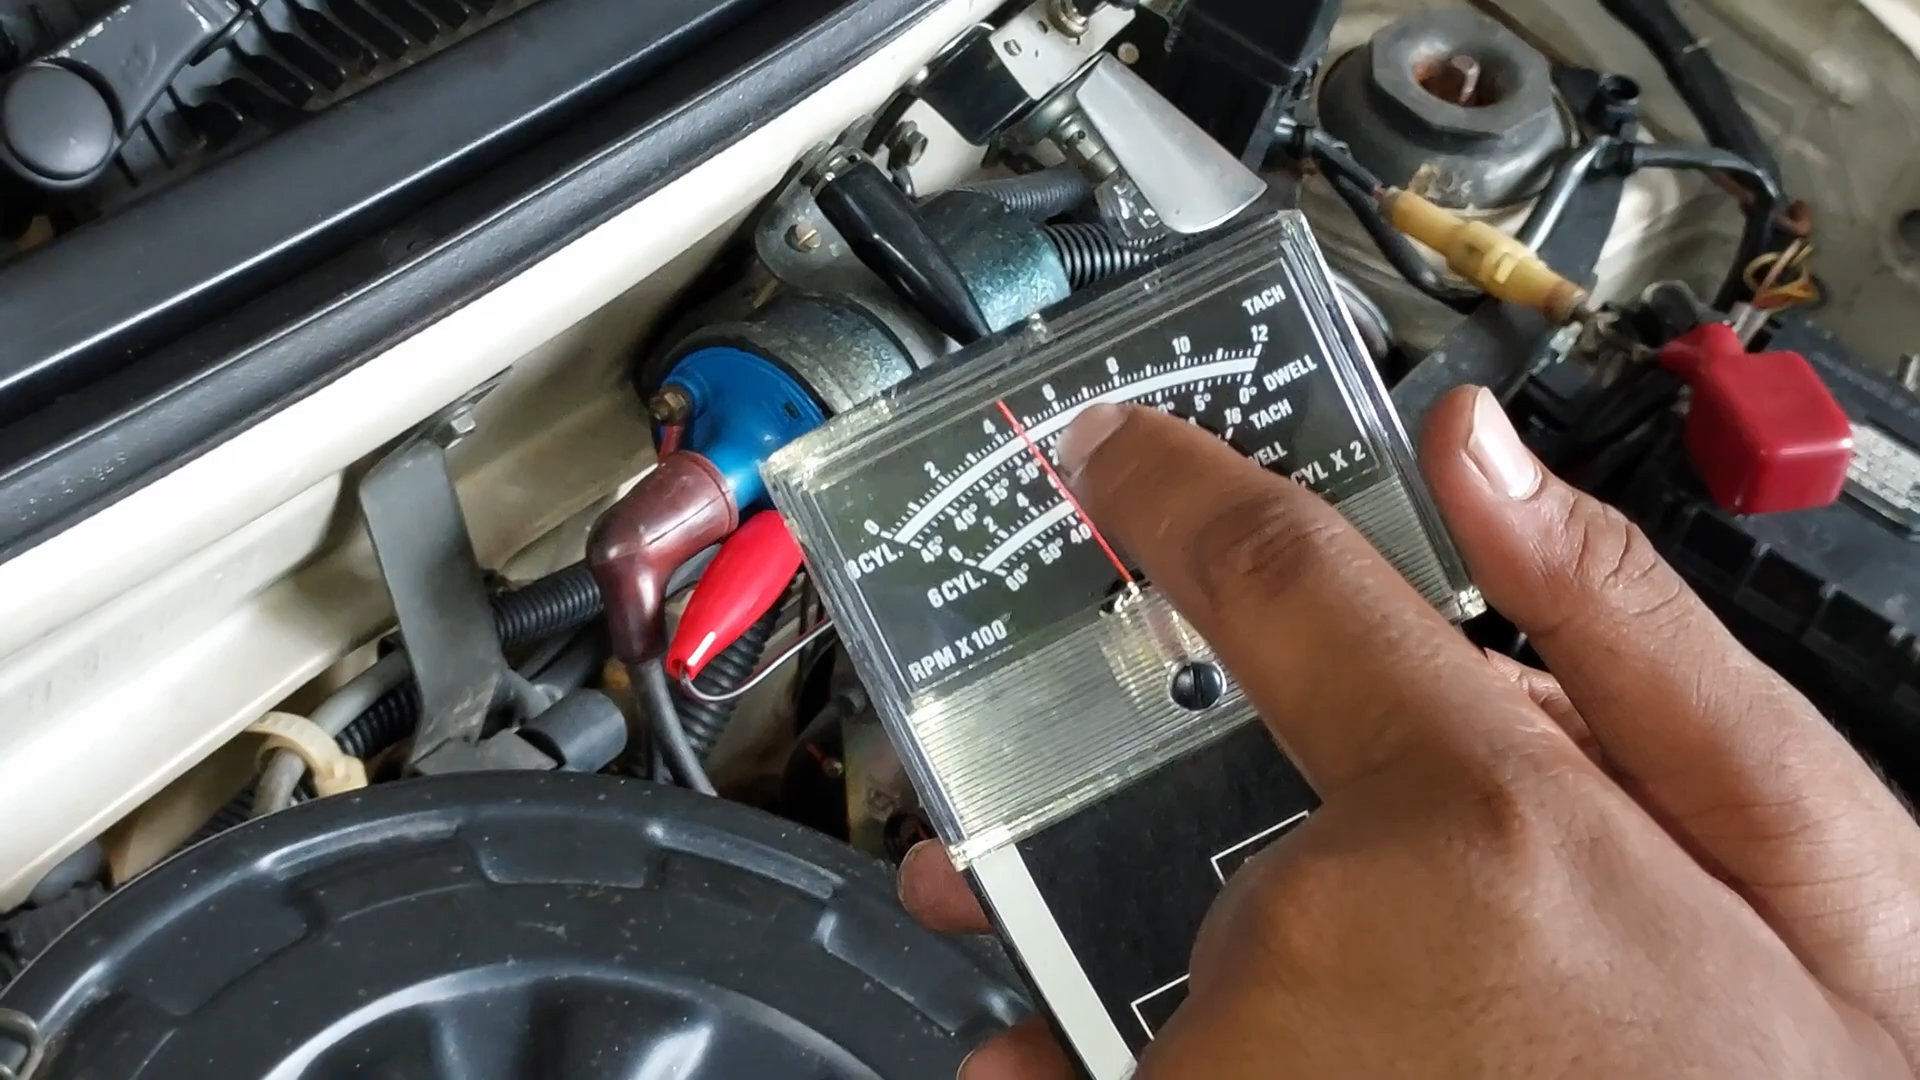 TACH
0 2 4 6 8 10 12
DWELL
8 CYL. 45° 40° 35° 30° 5° 0°
TACH
0 2 4 16
6 CYL. 60° 50° 40
CYL X 2
RPM X 100